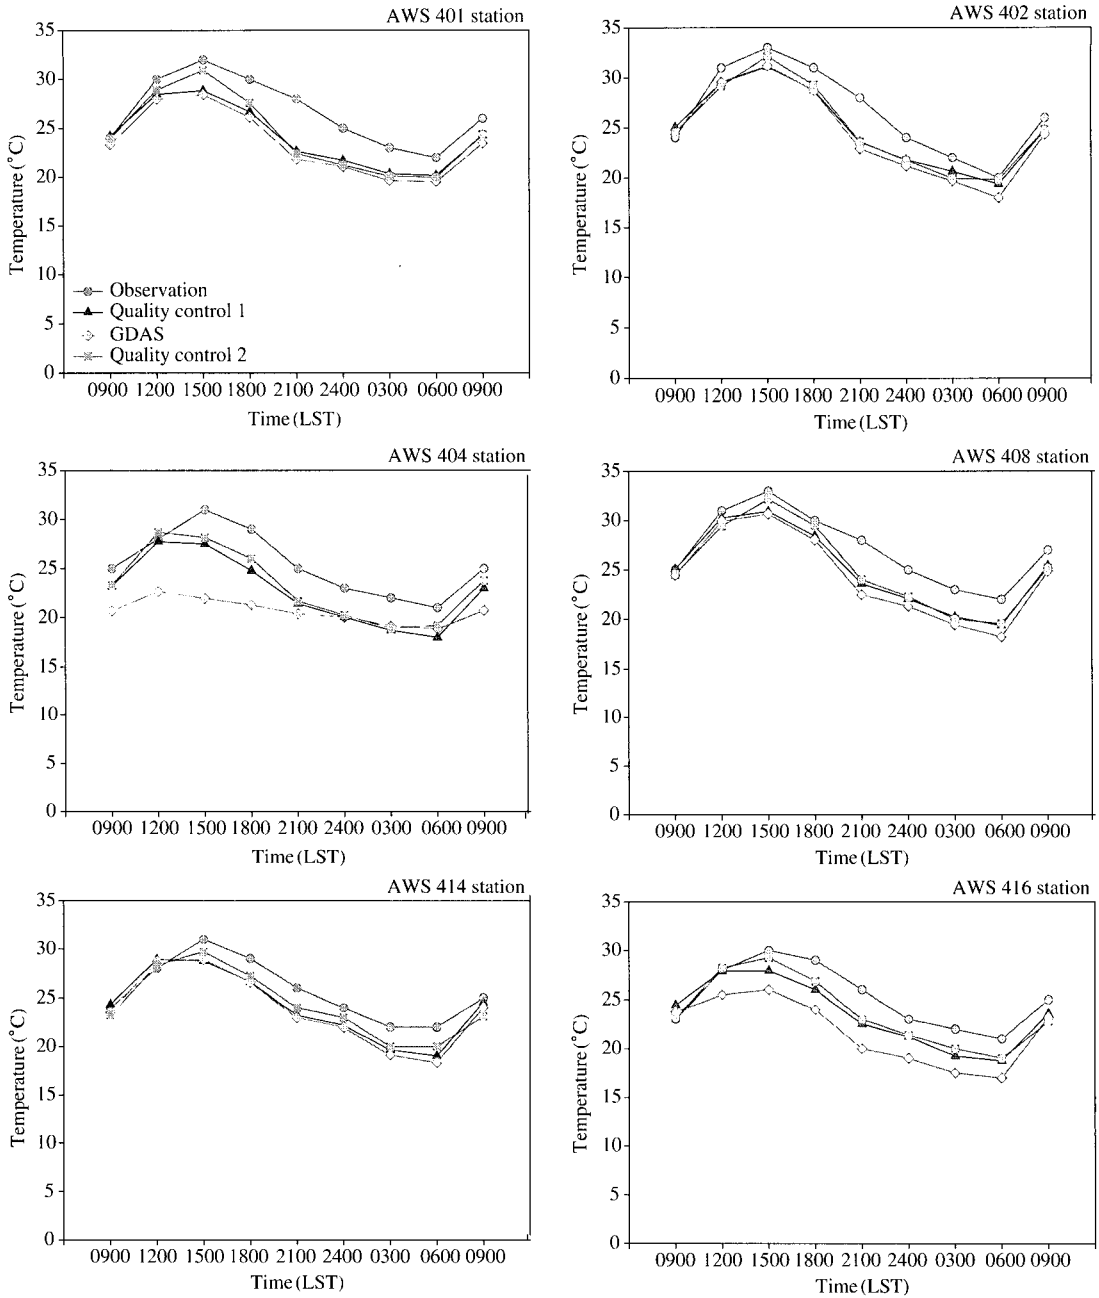 AWS 401 station
35
30
25
20
15
10
5
0
Temperature (°C)
Observation
Quality control 1
GDAS
Quality control 2
0900 1200 1500 1800 2100 2400 0300 0600 0900
Time (LST)
AWS 402 station
35
30
25
20
15
10
5
0
Temperature (°C)
0900 1200 1500 1800 2100 2400 0300 0600 0900
Time (LST)
AWS 404 station
35
30
25
20
15
10
5
0
Temperature (°C)
0900 1200 1500 1800 2100 2400 0300 0600 0900
Time (LST)
AWS 408 station
35
30
25
20
15
10
5
0
Temperature (°C)
0900 1200 1500 1800 2100 2400 0300 0600 0900
Time (LST)
AWS 414 station
35
30
25
20
15
10
5
0
Temperature (°C)
0900 1200 1500 1800 2100 2400 0300 0600 0900
Time (LST)
AWS 416 station
35
30
25
20
15
10
5
0
Temperature (°C)
0900 1200 1500 1800 2100 2400 0300 0600 0900
Time (LST)